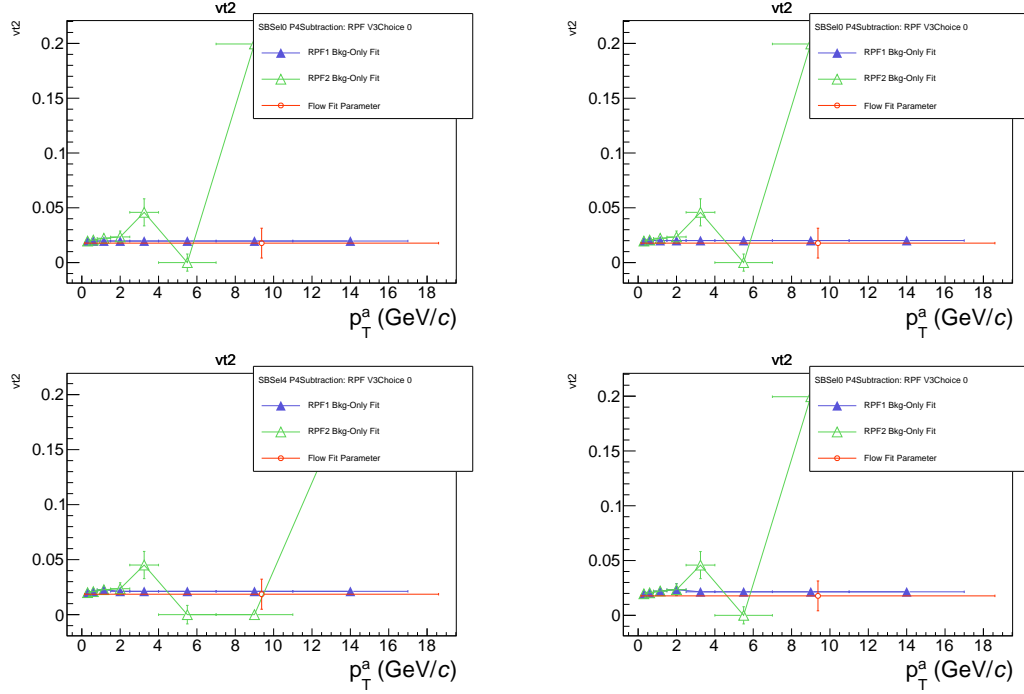 vt2
vt2
SBSel0 P4Subtraction: RPF V3Choice 0
RPF1 Bkg-Only Fit
RPF2 Bkg-Only Fit
Flow Fit Parameter
0.2
0.15
0.1
0.05
0
0 2 4 6 8 10 12 14 16 18
p_T^a (GeV/c)
vt2
vt2
SBSel0 P4Subtraction: RPF V3Choice 0
RPF1 Bkg-Only Fit
RPF2 Bkg-Only Fit
Flow Fit Parameter
0.2
0.15
0.1
0.05
0
0 2 4 6 8 10 12 14 16 18
p_T^a (GeV/c)
vt2
vt2
SBSel4 P4Subtraction: RPF V3Choice 0
RPF1 Bkg-Only Fit
RPF2 Bkg-Only Fit
Flow Fit Parameter
0.2
0.15
0.1
0.05
0
0 2 4 6 8 10 12 14 16 18
p_T^a (GeV/c)
vt2
vt2
SBSel0 P4Subtraction: RPF V3Choice 0
RPF1 Bkg-Only Fit
RPF2 Bkg-Only Fit
Flow Fit Parameter
0.2
0.15
0.1
0.05
0
0 2 4 6 8 10 12 14 16 18
p_T^a (GeV/c)